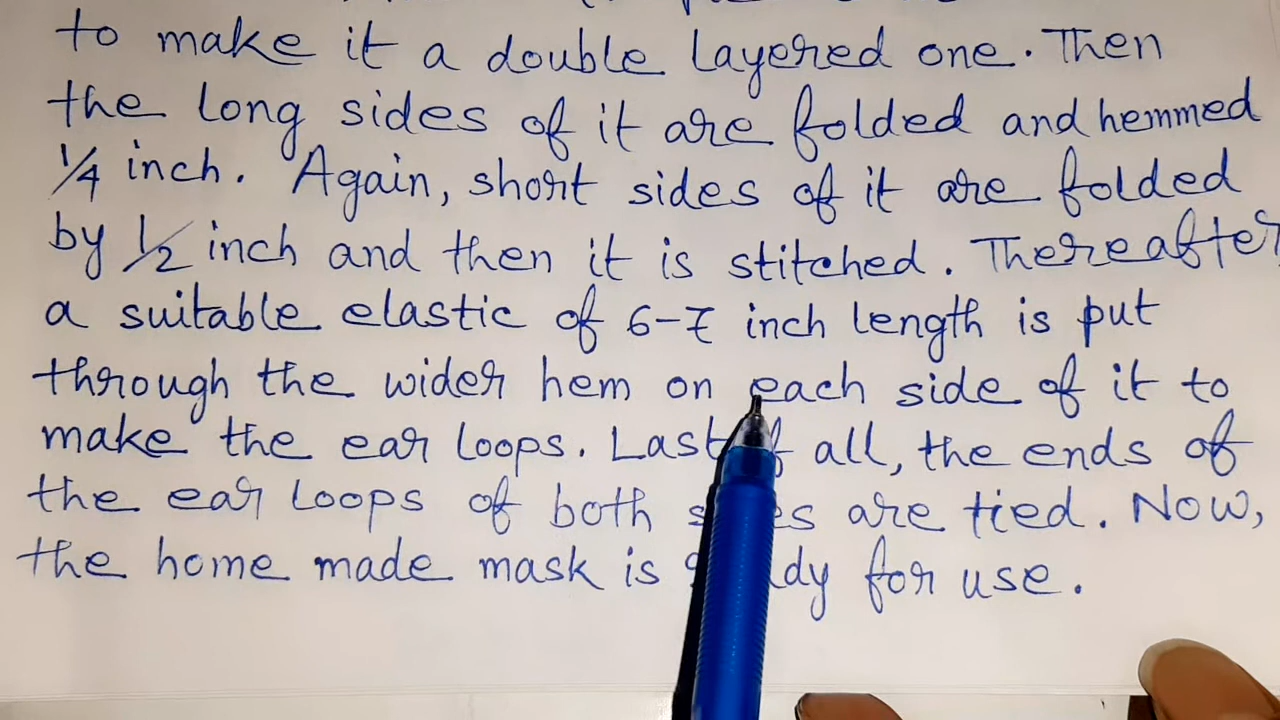 to make it a double layered one. Then
the long sides of it are folded and hemmed
1/4 inch. Again, short sides of it are folded
by 1/2 inch and then it is stitched. Thereafter
a suitable elastic of 6-7 inch length is put
through the wider hem on each side of it to
make the ear loops. Last of all, the ends of
the ear loops of both sides are tied. Now,
the home made mask is ready for use.